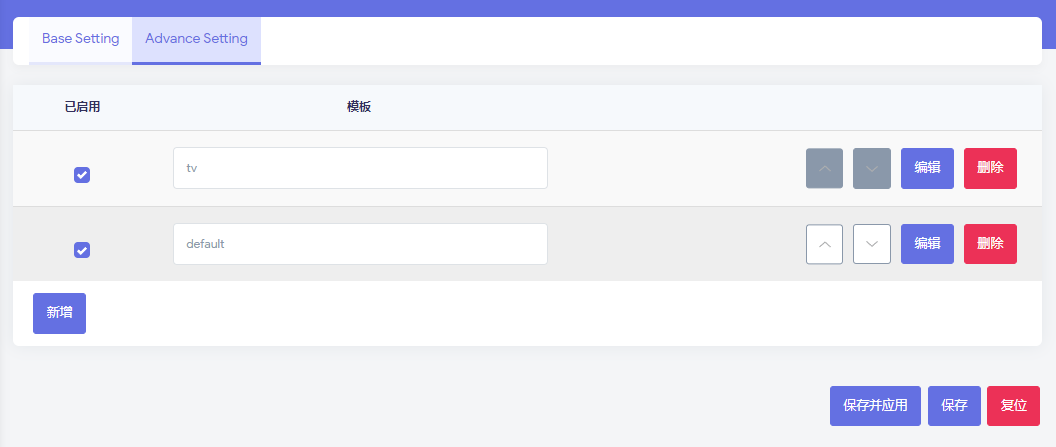 Base Setting Advance Setting
已启用 模板
tv 编辑 删除
default 编辑 删除
新增
保存并应用 保存 复位